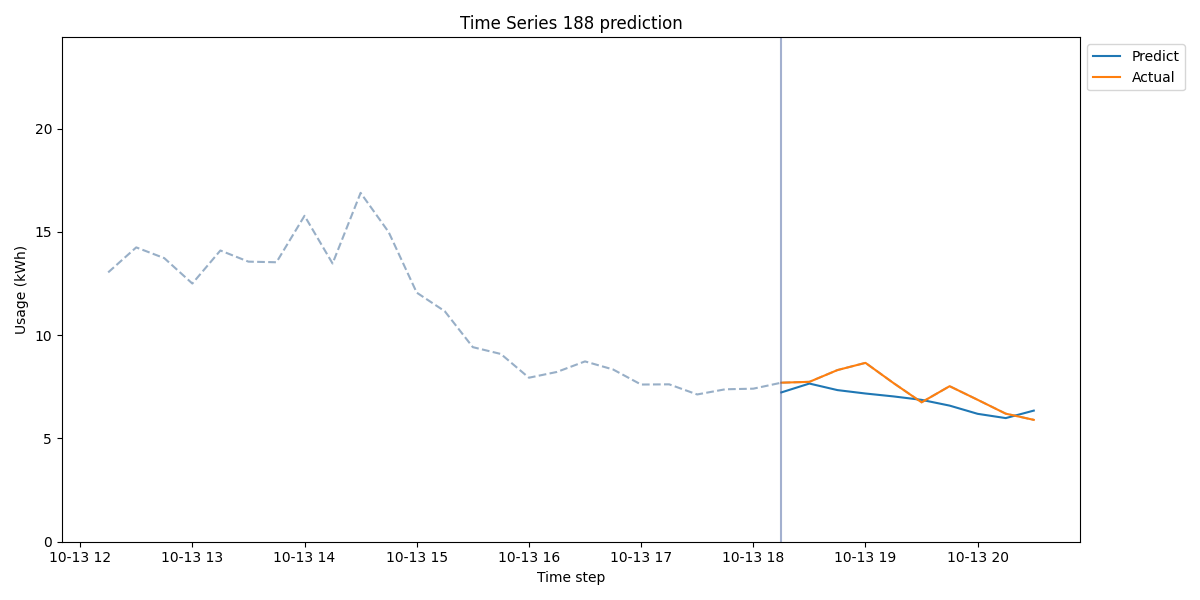 Time Series 188 prediction
Predict
Actual
Usage (kWh)
20
15
10
5
0
10-13 12
10-13 13
10-13 14
10-13 15
10-13 16
10-13 17
10-13 18
10-13 19
10-13 20
Time step